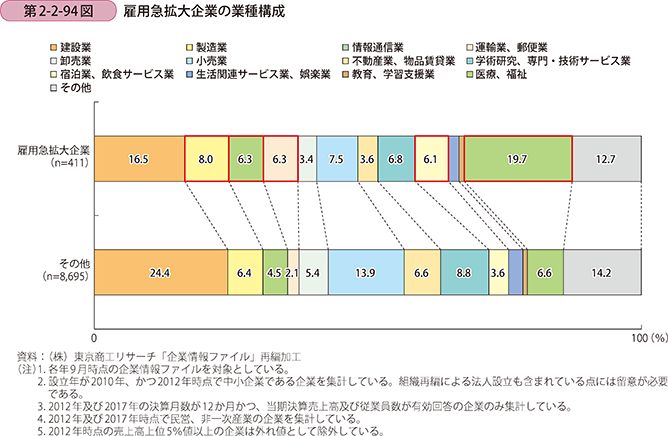 第2-2-94図 雇用急拡大企業の業種構成
建設業 製造業 情報通信業 運輸業、郵便業
卸売業 小売業 不動産業、物品賃貸業 学術研究、専門・技術サービス業
宿泊業、飲食サービス業 生活関連サービス業、娯楽業 教育、学習支援業 医療、福祉
その他
雇用急拡大企業
(n=411)
16.5 8.0 6.3 6.3 3.4 7.5 3.6 6.8 6.1 19.7 12.7
その他
(n=8,695)
24.4 6.4 4.5 2.1 5.4 13.9 6.6 8.8 3.6 6.6 14.2
0 100 (%)
資料：（株）東京商工リサーチ「企業情報ファイル」再編加工
（注）1. 各年9月時点の企業情報ファイルを対象としている。
2. 設立年が2010年、かつ2012年時点で中小企業である企業を集計している。組織再編による法人設立も含まれている点には留意が必要
である。
3. 2012年及び2017年の決算月数が12か月かつ、当期決算売上高及び従業員数が有効回答の企業のみ集計している。
4. 2012年及び2017年時点で民営、非一次産業の企業を集計している。
5. 2012年時点の売上高上位5%値以上の企業は外れ値として除外している。